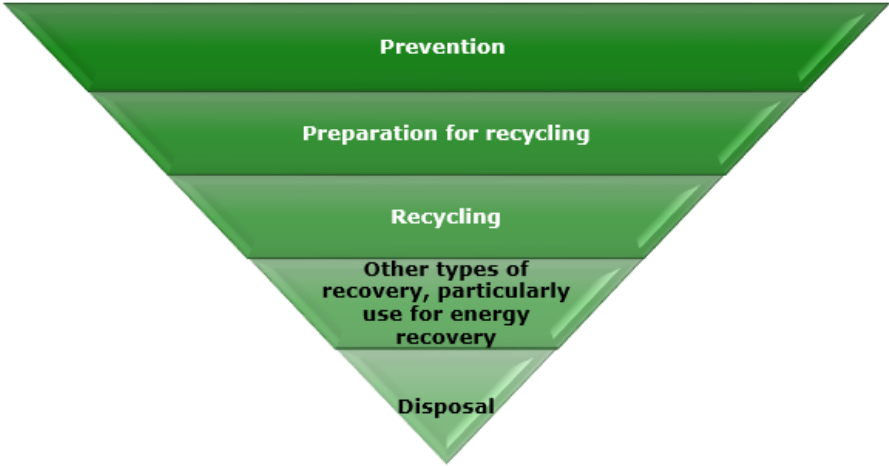 Prevention
Preparation for recycling
Recycling
Other types of
recovery, particularly
use for energy
recovery
Disposal